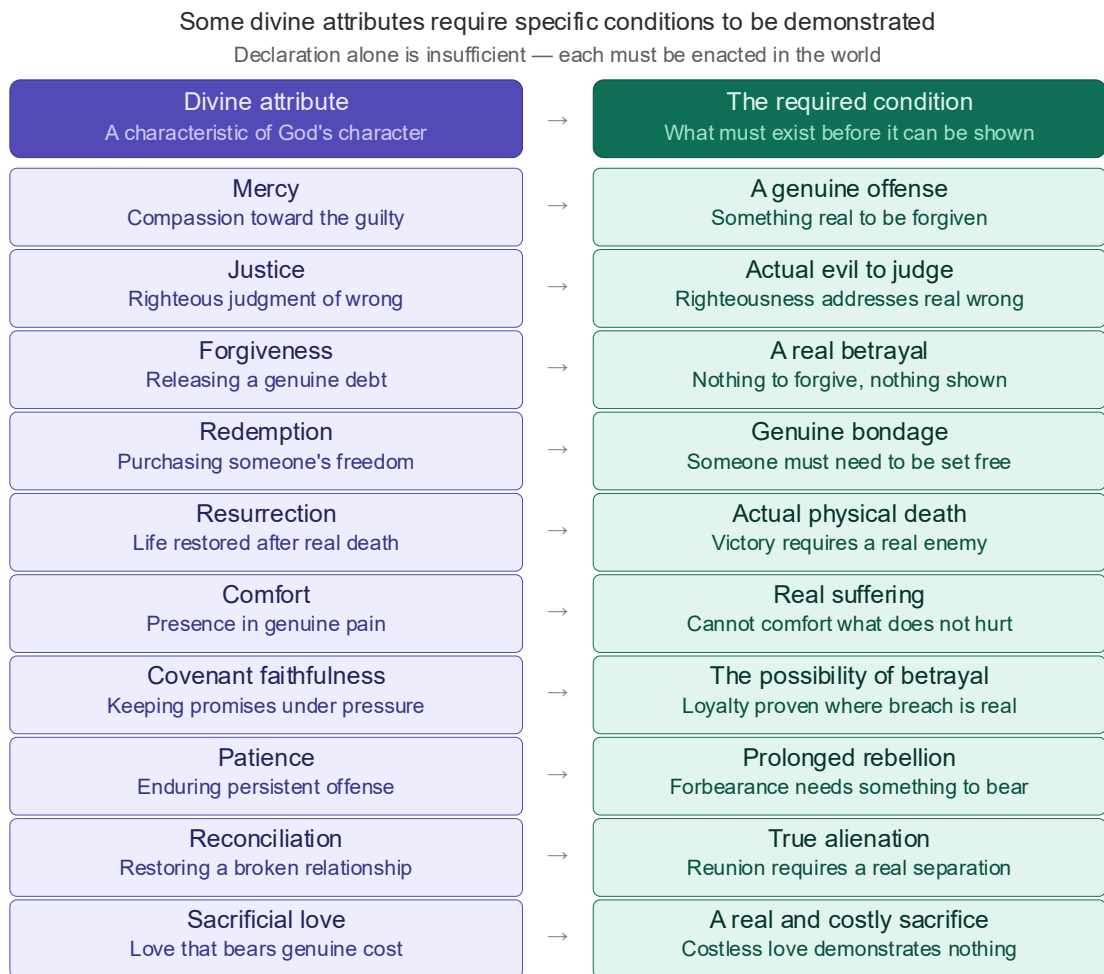 Some divine attributes require specific conditions to be demonstrated
Declaration alone is insufficient — each must be enacted in the world
Divine attribute
A characteristic of God's character
→
The required condition
What must exist before it can be shown
Mercy
Compassion toward the guilty
→
A genuine offense
Something real to be forgiven
Justice
Righteous judgment of wrong
→
Actual evil to judge
Righteousness addresses real wrong
Forgiveness
Releasing a genuine debt
→
A real betrayal
Nothing to forgive, nothing shown
Redemption
Purchasing someone's freedom
→
Genuine bondage
Someone must need to be set free
Resurrection
Life restored after real death
→
Actual physical death
Victory requires a real enemy
Comfort
Presence in genuine pain
→
Real suffering
Cannot comfort what does not hurt
Covenant faithfulness
Keeping promises under pressure
→
The possibility of betrayal
Loyalty proven where breach is real
Patience
Enduring persistent offense
→
Prolonged rebellion
Forbearance needs something to bear
Reconciliation
Restoring a broken relationship
→
True alienation
Reunion requires a real separation
Sacrificial love
Love that bears genuine cost
→
A real and costly sacrifice
Costless love demonstrates nothing